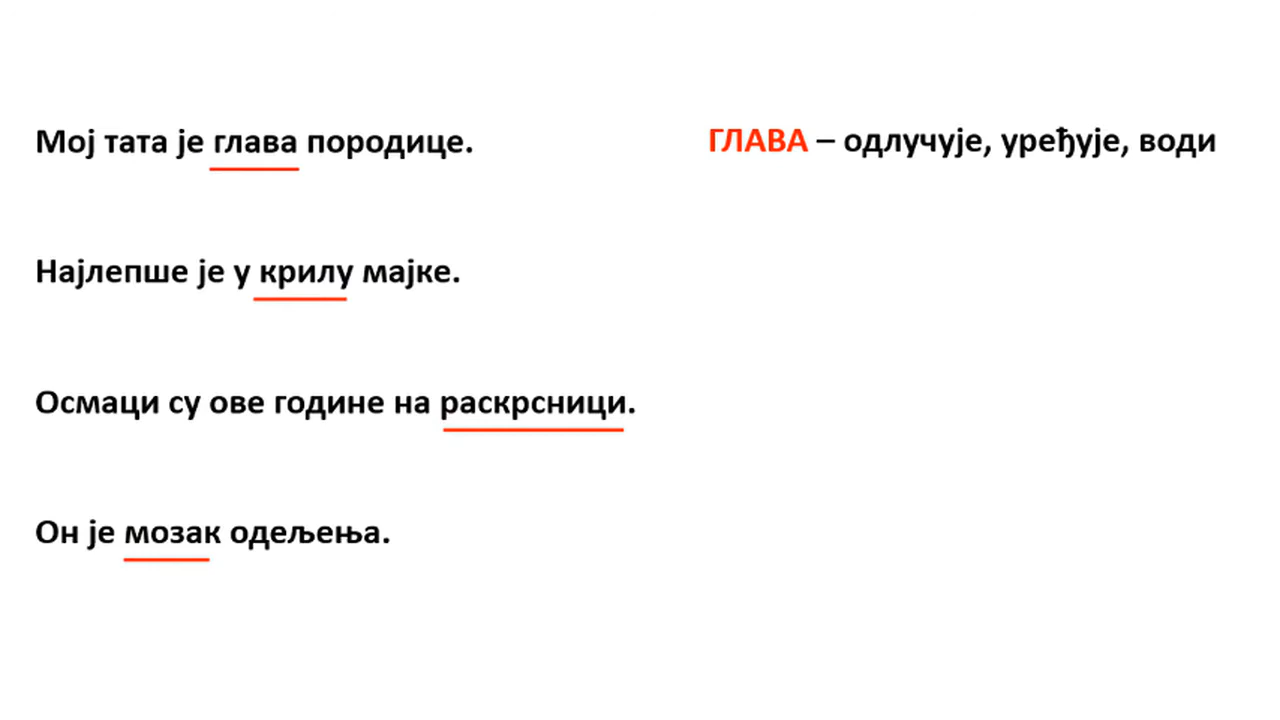 Мој тата је глава породице.
ГЛАВА – одлучује, уређује, води
Најлепше је у крилу мајке.
Осмаци су ове године на раскрсници.
Он је мозак одељења.